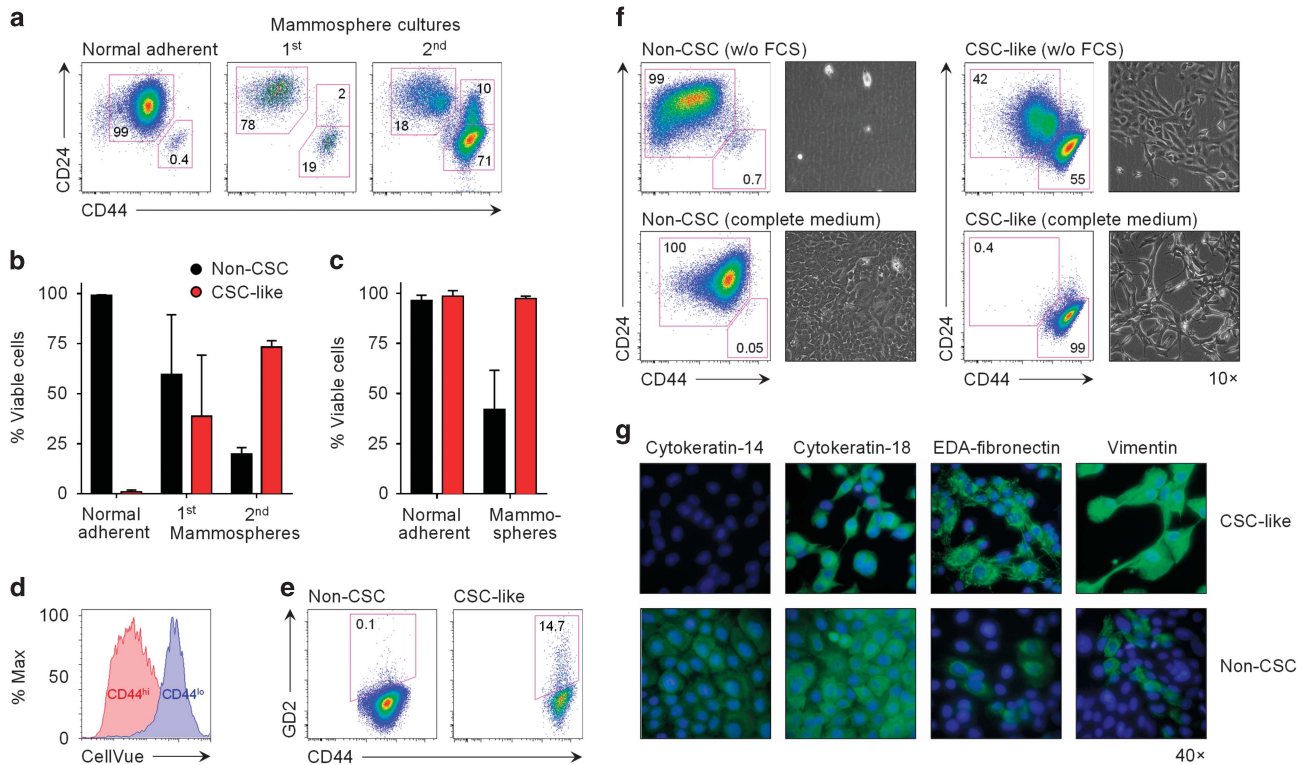 a
Mammosphere cultures
Normal adherent
1st
2nd
CD24
99
0.4
78
2
19
18
10
71
CD44
b
Non-CSC
CSC-like
% Viable cells
100
75
50
25
0
Normal adherent
1st
2nd
Mammospheres
c
% Viable cells
100
75
50
25
0
Normal adherent
Mammo-
spheres
d
% Max
100
50
0
CD44hi
CD44lo
CellVue
e
Non-CSC
CSC-like
GD2
0.1
14.7
CD44
f
Non-CSC (w/o FCS)
CSC-like (w/o FCS)
99
0.7
42
55
Non-CSC (complete medium)
CSC-like (complete medium)
100
0.05
0.4
99
CD24
CD24
CD44
CD44
10×
g
Cytokeratin-14
Cytokeratin-18
EDA-fibronectin
Vimentin
CSC-like
Non-CSC
40×